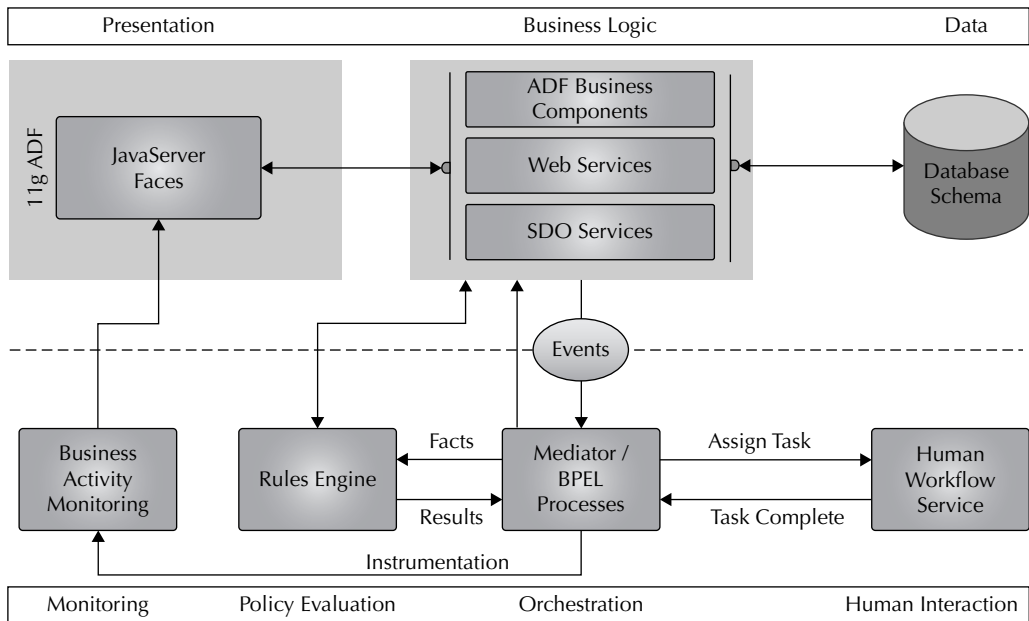 Presentation
Business Logic
Data
11g ADF
JavaServer
Faces
ADF Business
Components
Web Services
SDO Services
Database
Schema
Events
Business
Activity
Monitoring
Rules Engine
Facts
Results
Mediator /
BPEL
Processes
Assign Task
Task Complete
Human
Workflow
Service
Instrumentation
Monitoring
Policy Evaluation
Orchestration
Human Interaction